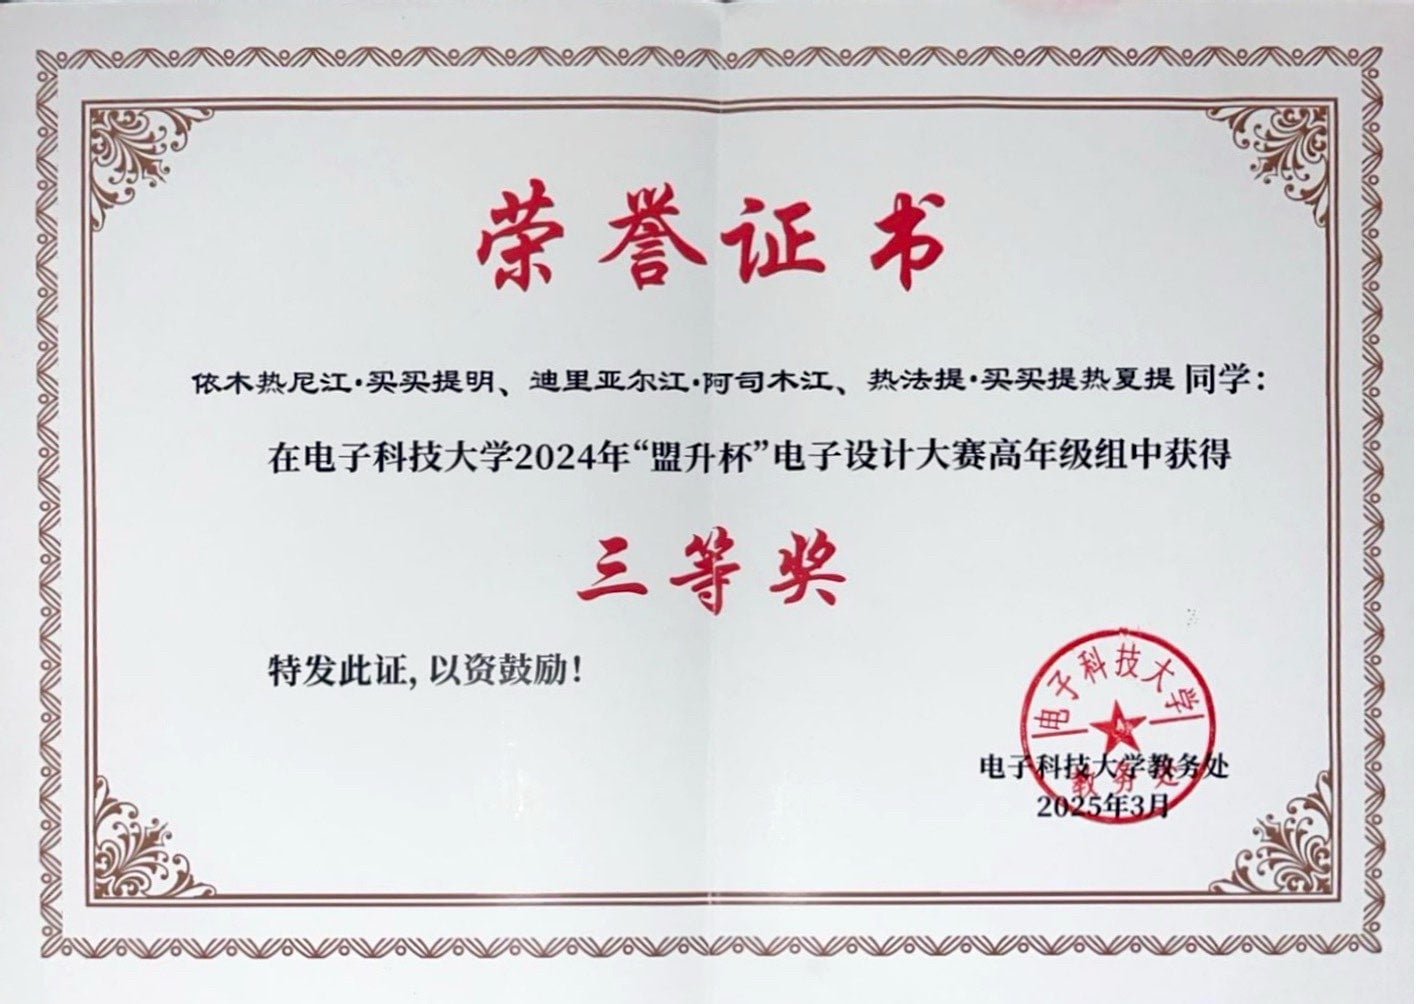 荣誉证书
依木热尼江·买买提明、迪里亚尔江·阿司木江、热法提·买买提热夏提 同学：
在电子科技大学2024年“盟升杯”电子设计大赛高年级组中获得
三等奖
特发此证，以资鼓励！
电子科技大学
教务处
电子科技大学教务处
2025年3月